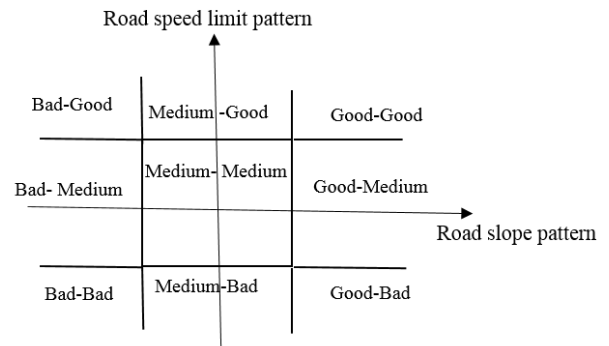 Road speed limit pattern
Bad-Good
Medium -Good
Good-Good
Medium- Medium
Bad- Medium
Good-Medium
Road slope pattern
Bad-Bad
Medium-Bad
Good-Bad